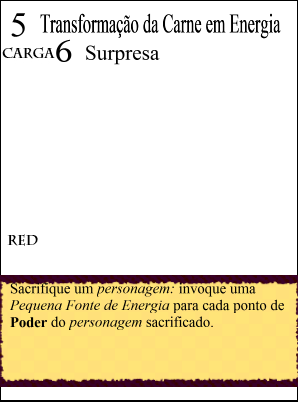 5 Transformação da Carne em Energia
CARGA 6 Surpresa
RED
Sacrifique um personagem: invoque uma
Pequena Fonte de Energia para cada ponto de
Poder do personagem sacrificado.